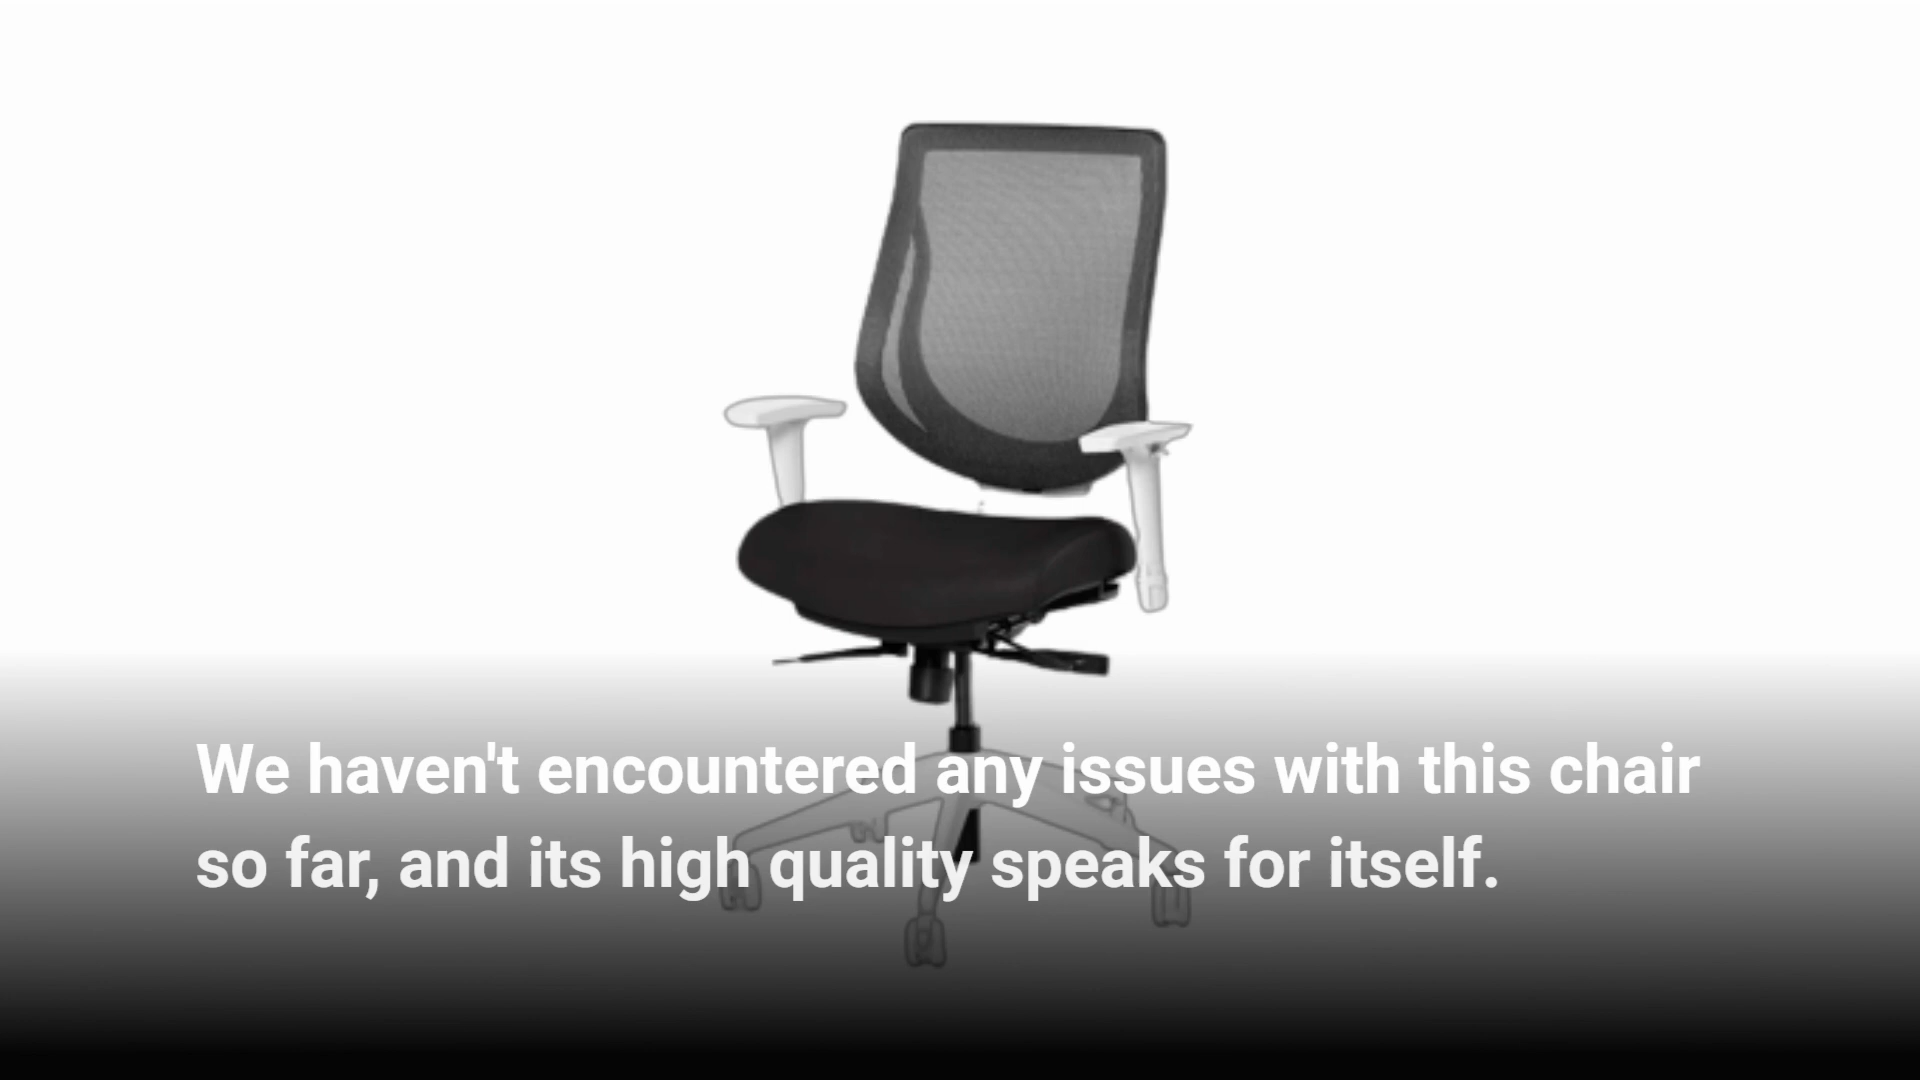 We haven't encountered any issues with this chair
so far, and its high quality speaks for itself.